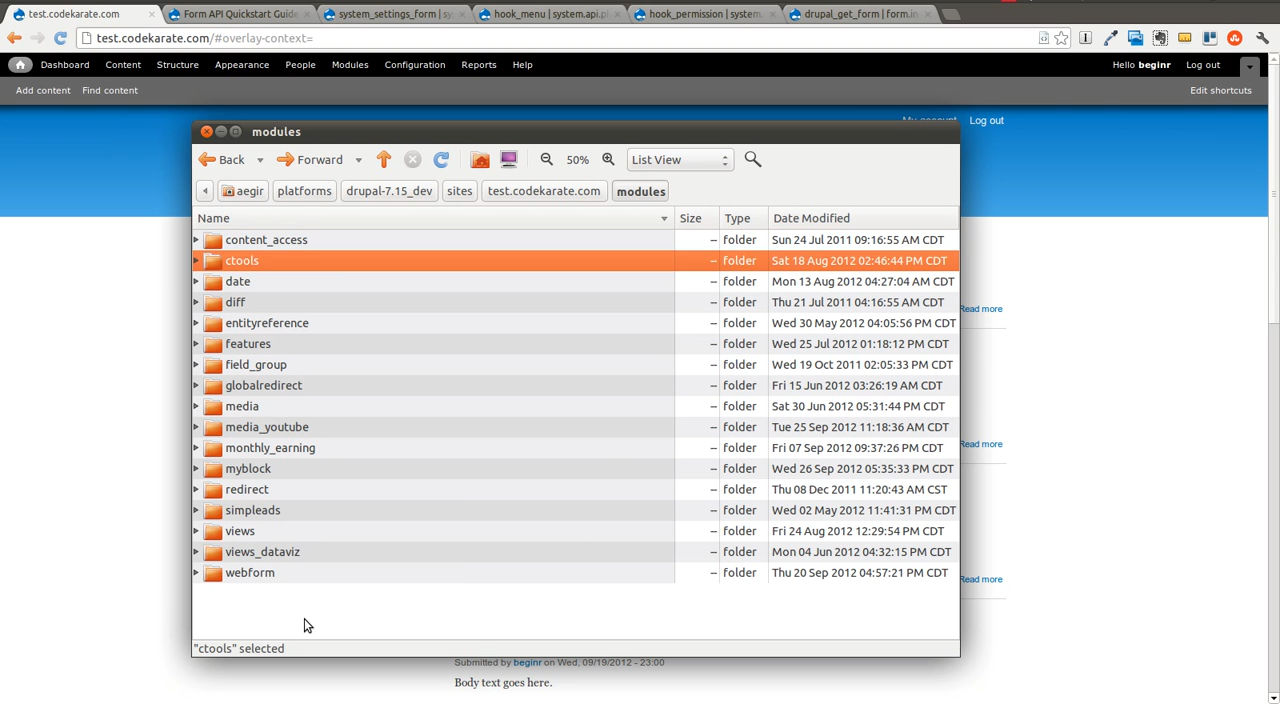 test.codekarate.com
Form API Quickstart Guide
system_settings_form | sy
hook_menu | system.api.p
hook_permission | system.
drupal_get_form | form.in
test.codekarate.com/#overlay-context=
Dashboard Content Structure Appearance People Modules Configuration Reports Help Hello beginr Log out
Add content Find content Edit shortcuts
My account Log out
modules
Back Forward 50% List View
aegir platforms drupal-7.15_dev sites test.codekarate.com modules
Name Size Type Date Modified
content_access -- folder Sun 24 Jul 2011 09:16:55 AM CDT
ctools -- folder Sat 18 Aug 2012 02:46:44 PM CDT
date -- folder Mon 13 Aug 2012 04:27:04 AM CDT
diff -- folder Thu 21 Jul 2011 04:16:55 AM CDT
entityreference -- folder Wed 30 May 2012 04:05:56 PM CDT
features -- folder Wed 25 Jul 2012 01:18:12 PM CDT
field_group -- folder Wed 19 Oct 2011 02:05:33 PM CDT
globalredirect -- folder Fri 15 Jun 2012 03:26:19 AM CDT
media -- folder Sat 30 Jun 2012 05:31:44 PM CDT
media_youtube -- folder Tue 25 Sep 2012 11:18:36 AM CDT
monthly_earning -- folder Fri 07 Sep 2012 09:37:26 PM CDT
myblock -- folder Wed 26 Sep 2012 05:35:33 PM CDT
redirect -- folder Thu 08 Dec 2011 11:20:43 AM CST
simpleads -- folder Wed 02 May 2012 11:41:31 PM CDT
views -- folder Fri 24 Aug 2012 12:29:54 PM CDT
views_dataviz -- folder Mon 04 Jun 2012 04:32:15 PM CDT
webform -- folder Thu 20 Sep 2012 04:57:21 PM CDT
"ctools" selected
Read more
Read more
Read more
Submitted by beginr on Wed, 09/19/2012 - 23:00
Body text goes here.